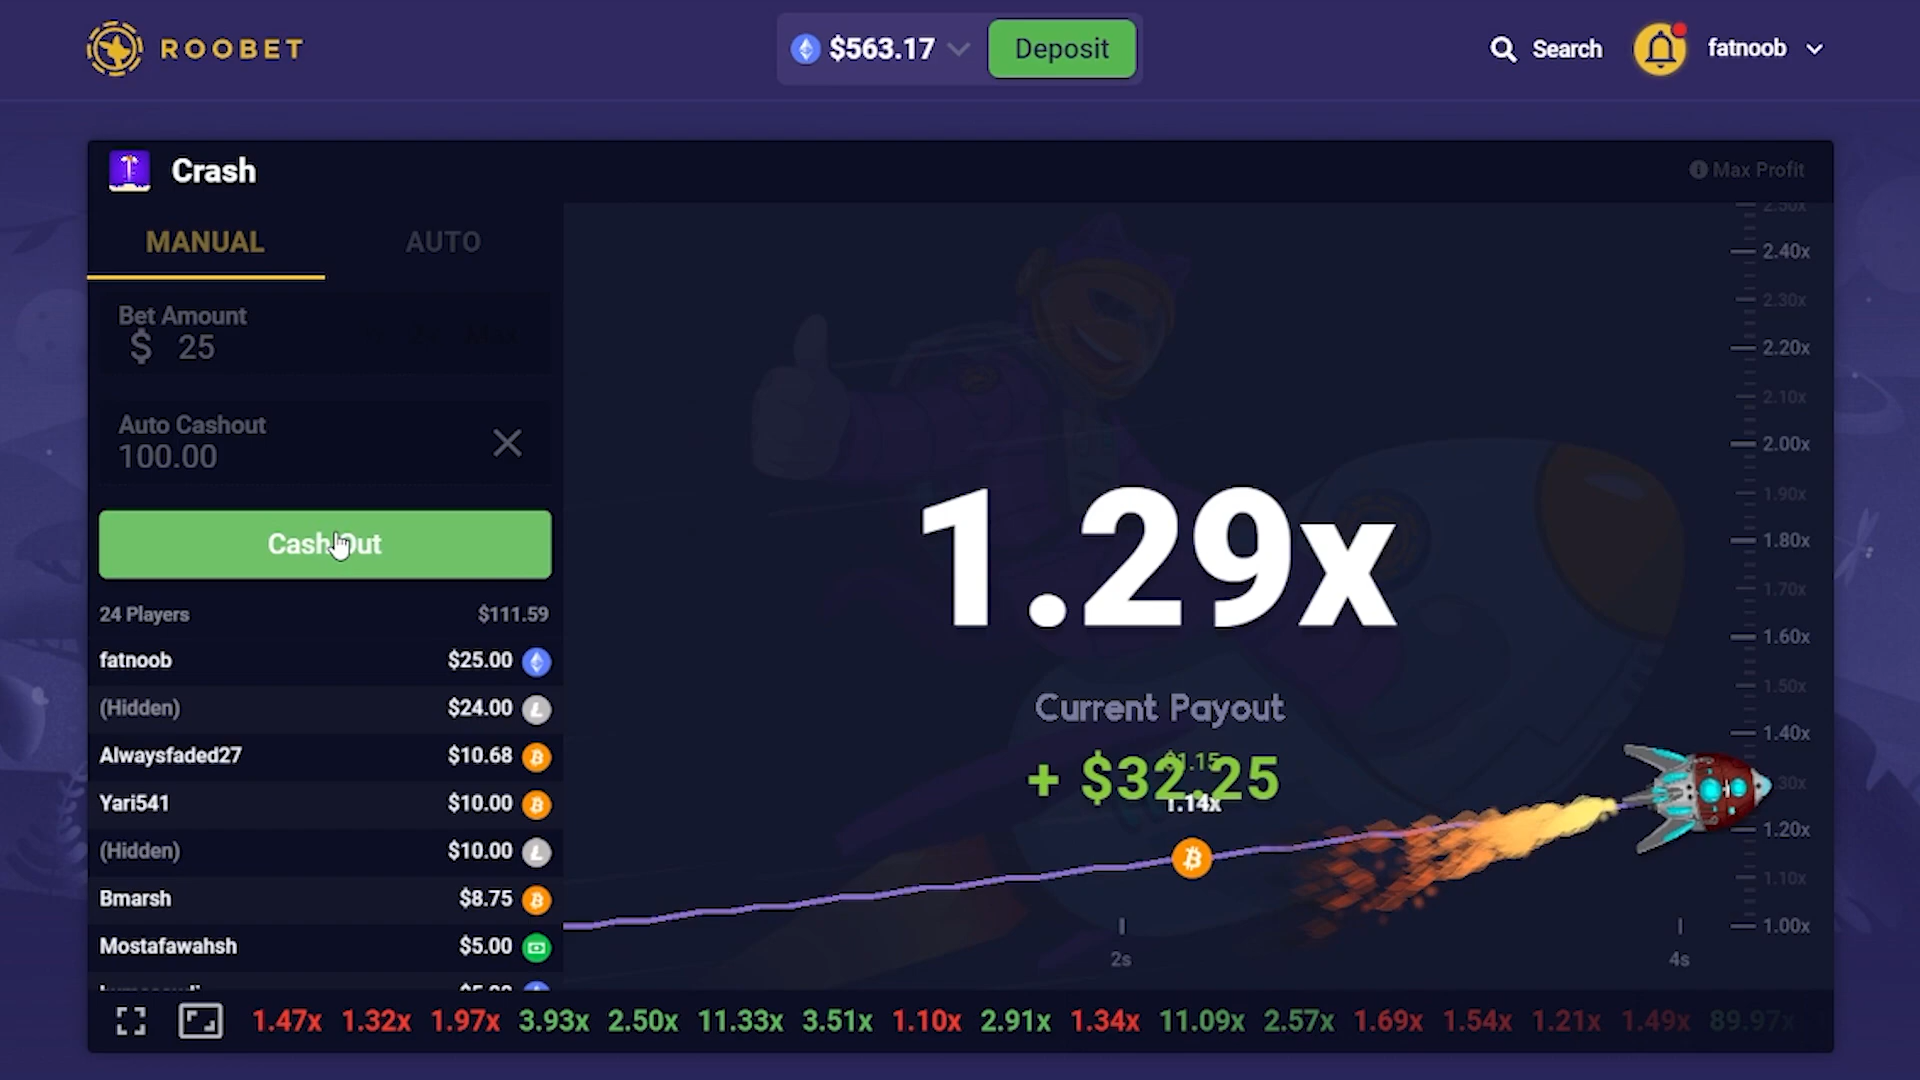 ROOBET
$563.17
Deposit
Search
fatnoob
Crash
Max Profit
MANUAL
AUTO
Bet Amount
$ 25
Auto Cashout
100.00
Cash Out
24 Players $111.59
fatnoob $25.00
(Hidden) $24.00
Alwaysfaded27 $10.68
Yari541 $10.00
(Hidden) $10.00
Bmarsh $8.75
Mostafawahsh $5.00
1.29x
Current Payout
+ $32.25
$1.15
1.14x
2.50x
2.40x
2.30x
2.20x
2.10x
2.00x
1.90x
1.80x
1.70x
1.60x
1.50x
1.40x
1.20x
1.10x
1.00x
2s
4s
1.47x 1.32x 1.97x 3.93x 2.50x 11.33x 3.51x 1.10x 2.91x 1.34x 11.09x 2.57x 1.69x 1.54x 1.21x 1.49x 89.97x